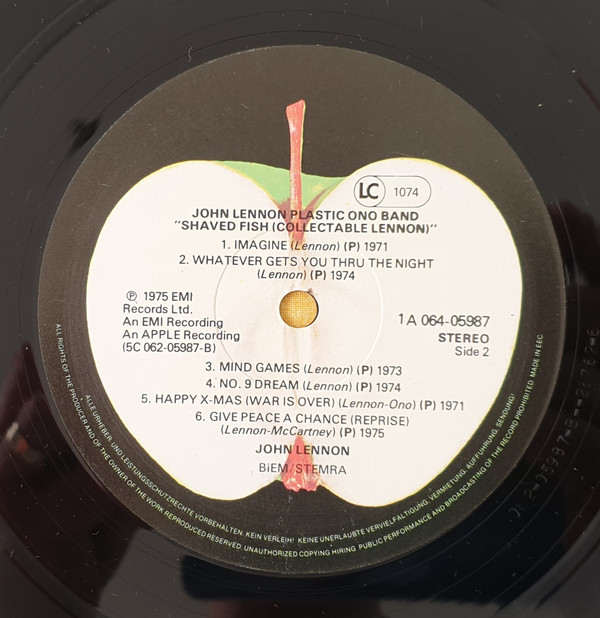 LC 1074
JOHN LENNON PLASTIC ONO BAND
"SHAVED FISH (COLLECTABLE LENNON)"
1. IMAGINE (Lennon) (P) 1971
2. WHATEVER GETS YOU THRU THE NIGHT
(Lennon) (P) 1974
℗ 1975 EMI
Records Ltd.
An EMI Recording
An APPLE Recording
(5C 062-05987-B)
1A 064-05987
STEREO
Side 2
3. MIND GAMES (Lennon) (P) 1973
4. NO. 9 DREAM (Lennon) (P) 1974
5. HAPPY X-MAS (WAR IS OVER) (Lennon-Ono) (P) 1971
6. GIVE PEACE A CHANCE (REPRISE)
(Lennon-McCartney) (P) 1975
JOHN LENNON
BiEM/STEMRA
ALLE URHEBER- UND LEISTUNGSSCHUTZRECHTE VORBEHALTEN. KEIN VERLEIH! KEINE UNERLAUBTE VERVIELFÄLTIGUNG, VERMIETUNG, AUFFÜHRUNG, SENDUNG!
ALL RIGHTS OF THE PRODUCER AND OF THE OWNER OF THE WORK REPRODUCED RESERVED. UNAUTHORIZED COPYING HIRING PUBLIC PERFORMANCE AND BROADCASTING OF THE RECORD PROHIBITED. MADE IN EEC